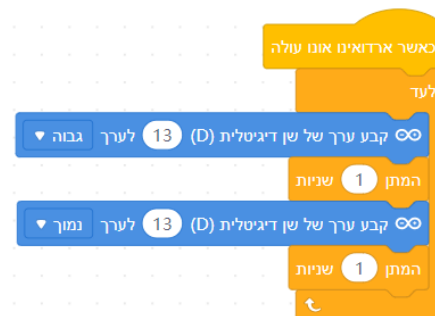 כאשר ארדואינו אונו עולה
לעד
קבע ערך של שן דיגיטלית (D) 13 לערך גבוה
המתן 1 שניות
קבע ערך של שן דיגיטלית (D) 13 לערך נמוך
המתן 1 שניות